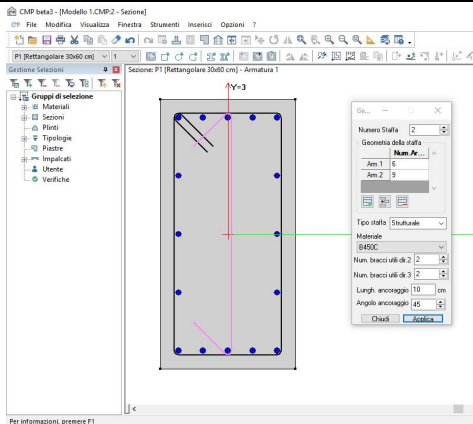 CMP beta3 - [Modello 1.CMP:2 - Sezione]
File Modifica Visualizza Finestra Strumenti Inserisci Opzioni ?
P1 [Rettangolare 30x60 cm] 1
Gestione Selezioni
Sezione: P1 [Rettangolare 30x60 cm] - Armatura 1
Gruppi di selezione
Materiali
Sezioni
Plinti
Tipologie
Piastre
Impalcati
Utente
Verifiche
Y=3
Ge...
Numero Staffa 2
Geometria della staffa
Num.Ar...
Arm.1 6
Arm.2 9
Tipo staffa Strutturale
Materiale
B450C
Num. bracci utili dir.2 2
Num. bracci utili dir.3 2
Lungh. ancoraggio 10 cm
Angolo ancoraggio 45
Chiudi Applica
Per informazioni, premere F1